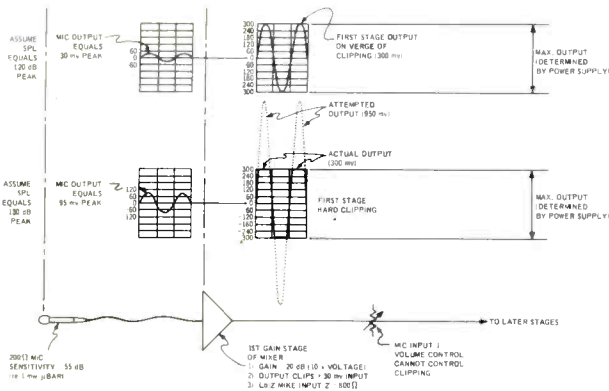 ASSUME
SPL
EQUALS
120 dB
PEAK
MIC OUTPUT
EQUALS
30 mv PEAK
60
0
60
300
240
180
120
60
0
60
120
180
240
300
FIRST STAGE OUTPUT
ON VERGE OF
CLIPPING (300 mv)
MAX. OUTPUT
(DETERMINED
BY POWER SUPPLY)
ATTEMPTED
OUTPUT (950 mv)
ACTUAL OUTPUT
(300 mv)
ASSUME
SPL
EQUALS
130 dB
PEAK
MIC OUTPUT
EQUALS
95 mv PEAK
120
60
0
60
120
300
240
180
120
60
0
-60
-120
-180
-240
300
FIRST STAGE
HARD CLIPPING
MAX. OUTPUT
(DETERMINED
BY POWER SUPPLY)
200Ω MIC
SENSITIVITY 55 dB
(re 1 mw µBAR)
1ST GAIN STAGE
OF MIXER
1) GAIN 20 dB (10 x VOLTAGE)
2) OUTPUT CLIPS + 30 mv INPUT
3) Lo Z MIKE INPUT Z 600Ω
MIC INPUT
VOLUME CONTROL
CANNOT CONTROL
CLIPPING
TO LATER STAGES